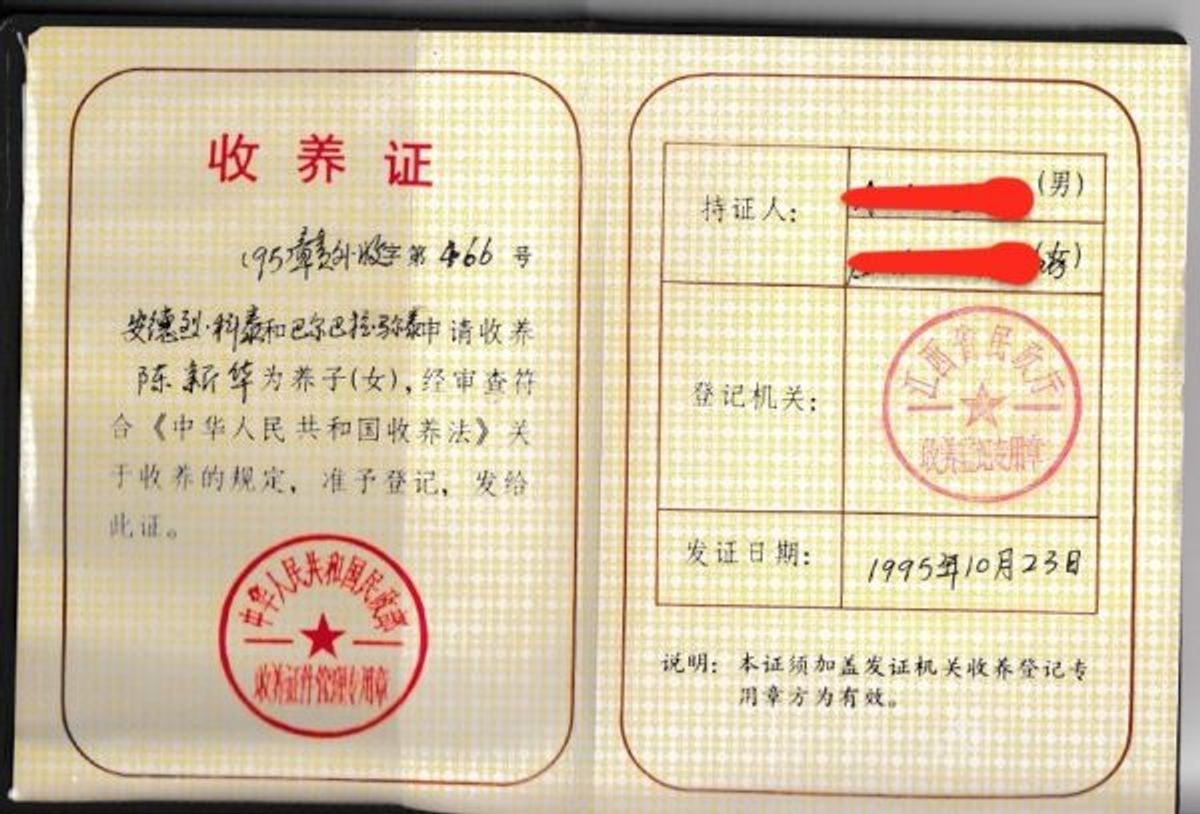 收养证
(95)赣
外收字第466号
安德烈·科泰和巴尔巴拉·科泰申请收养
陈新华为养子(女),经审查符
合《中华人民共和国收养法》关
于收养的规定,准予登记,发给
此证。
中华人民共和国民政部
收养证件管理专用章
持证人:
(男)
登记机关:
江西省民政厅
收养登记专用章
发证日期:
1995年10月23日
说明:本证须加盖发证机关收养登记专
用章方为有效。